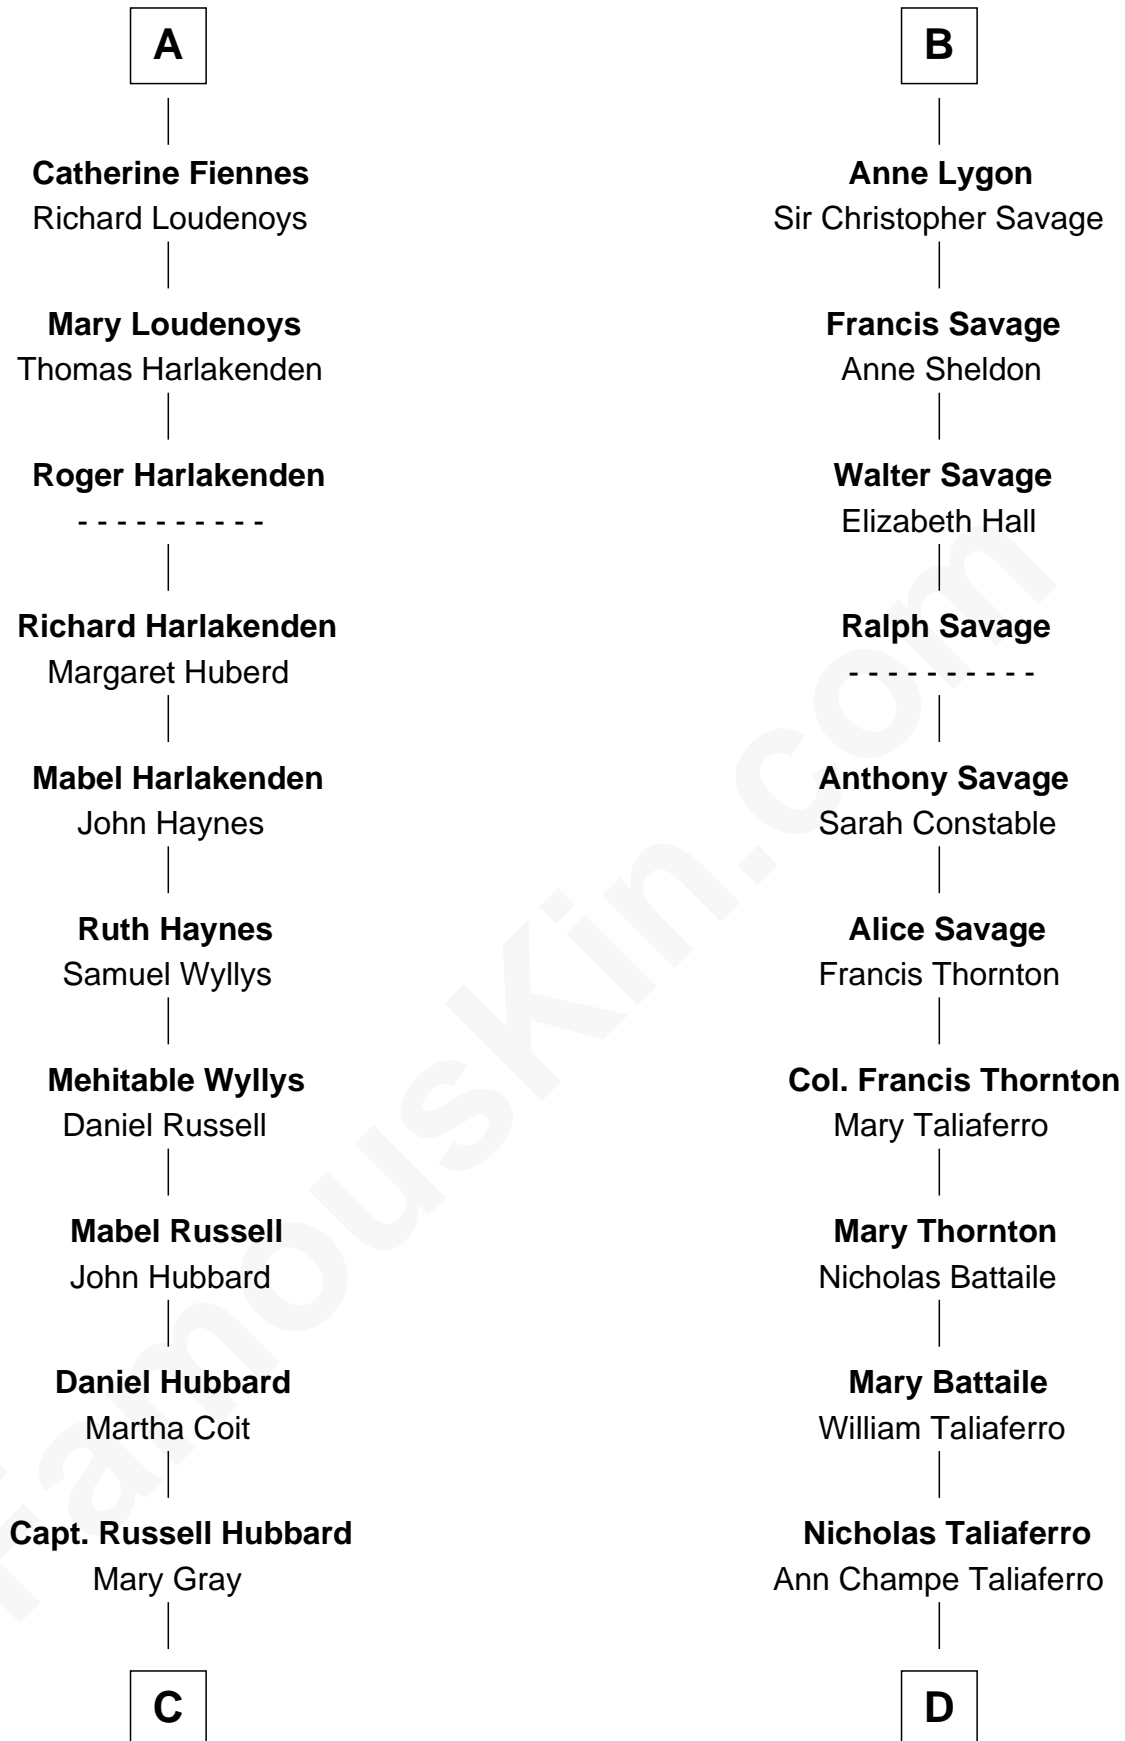 A
Catherine Fiennes
Richard Loudenoys
Mary Loudenoys
Thomas Harlakenden
Roger Harlakenden
- - - - - - - - - -
Richard Harlakenden
Margaret Huberd
Mabel Harlakenden
John Haynes
Ruth Haynes
Samuel Wyllys
Mehitable Wyllys
Daniel Russell
Mabel Russell
John Hubbard
Daniel Hubbard
Martha Coit
Capt. Russell Hubbard
Mary Gray
C
B
Anne Lygon
Sir Christopher Savage
Francis Savage
Anne Sheldon
Walter Savage
Elizabeth Hall
Ralph Savage
- - - - - - - - - -
Anthony Savage
Sarah Constable
Alice Savage
Francis Thornton
Col. Francis Thornton
Mary Taliaferro
Mary Thornton
Nicholas Battaile
Mary Battaile
William Taliaferro
Nicholas Taliaferro
Ann Champe Taliaferro
D
FamousKin.com